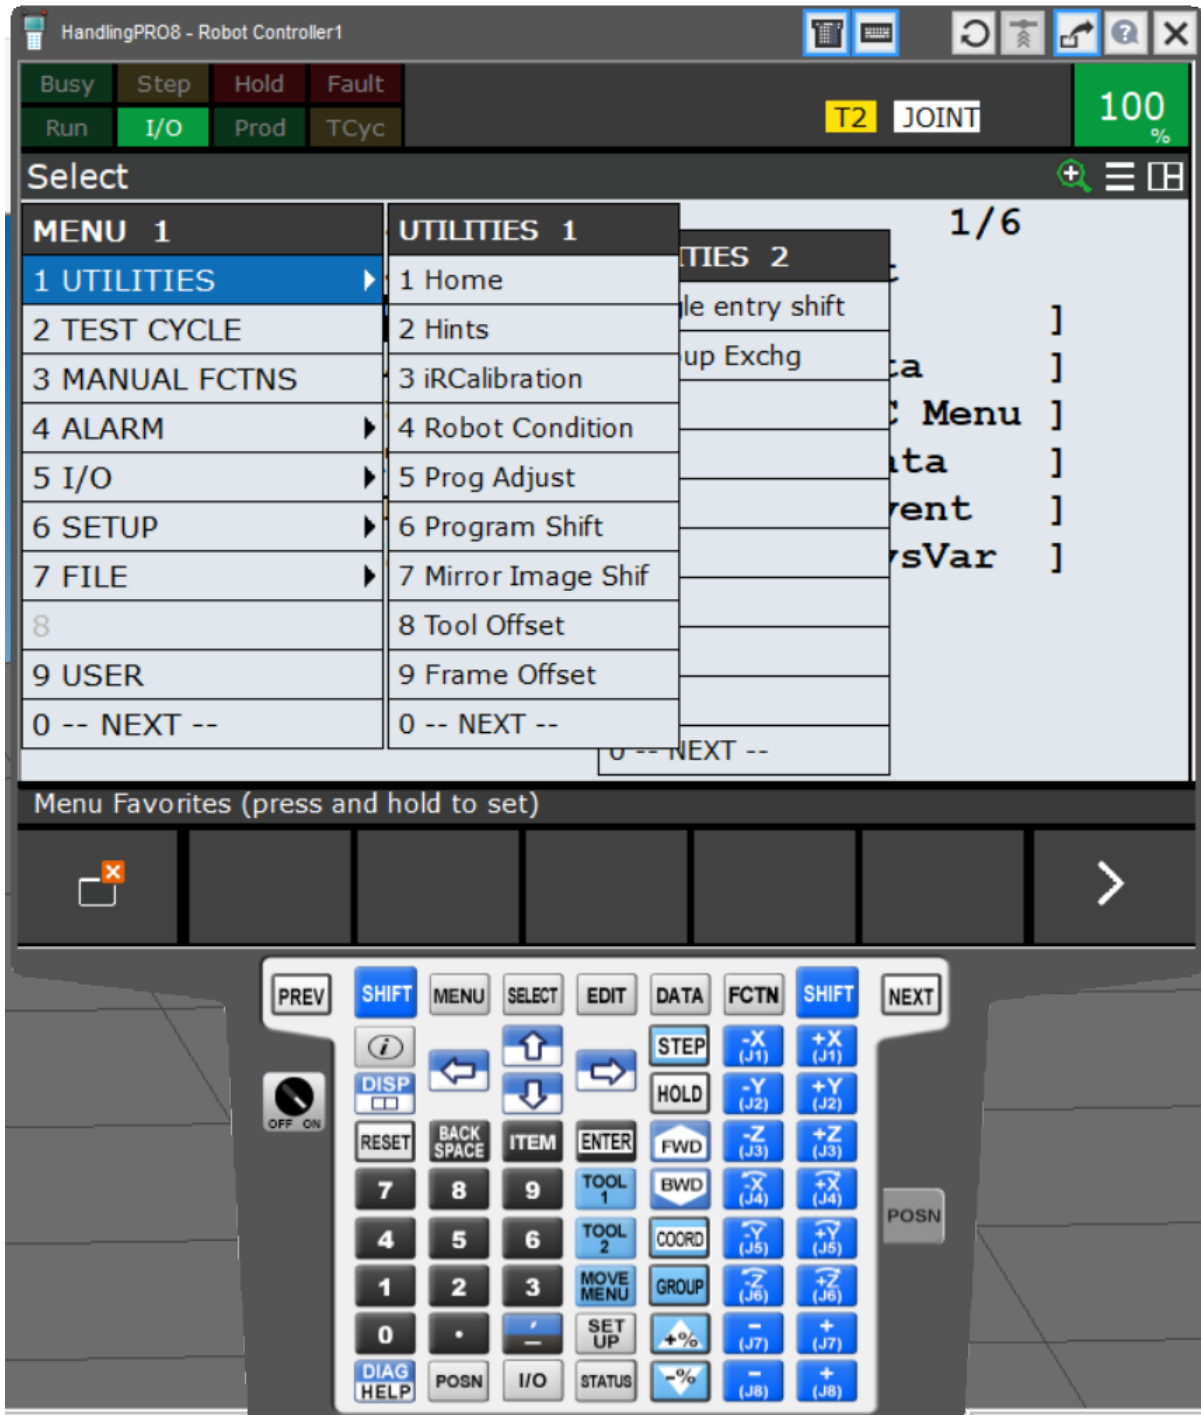 HandlingPRO8 - Robot Controller1
Busy Step Hold Fault
Run I/O Prod TCyc
T2 JOINT
100
%
Select
1/6
MENU 1
1 UTILITIES
2 TEST CYCLE
3 MANUAL FCTNS
4 ALARM
5 I/O
6 SETUP
7 FILE
8
9 USER
0 -- NEXT --
UTILITIES 1
1 Home
2 Hints
3 iRCalibration
4 Robot Condition
5 Prog Adjust
6 Program Shift
7 Mirror Image Shif
8 Tool Offset
9 Frame Offset
0 -- NEXT --
TIES 2
le entry shift
up Exchg
0 -- NEXT --
]
ta ]
C Menu ]
ata ]
vent ]
ysVar ]
Menu Favorites (press and hold to set)
PREV SHIFT MENU SELECT EDIT DATA FCTN SHIFT NEXT
i STEP -X (J1) +X (J1)
DISP HOLD -Y (J2) +Y (J2)
OFF ON
RESET BACK SPACE ITEM ENTER FWD -Z (J3) +Z (J3)
7 8 9 TOOL 1 BWD -X (J4) +X (J4)
POSN
4 5 6 TOOL 2 COORD -Y (J5) +Y (J5)
1 2 3 MOVE MENU GROUP -Z (J6) +Z (J6)
0 . ' — SET UP +% - (J7) + (J7)
DIAG HELP POSN I/O STATUS -% - (J8) + (J8)